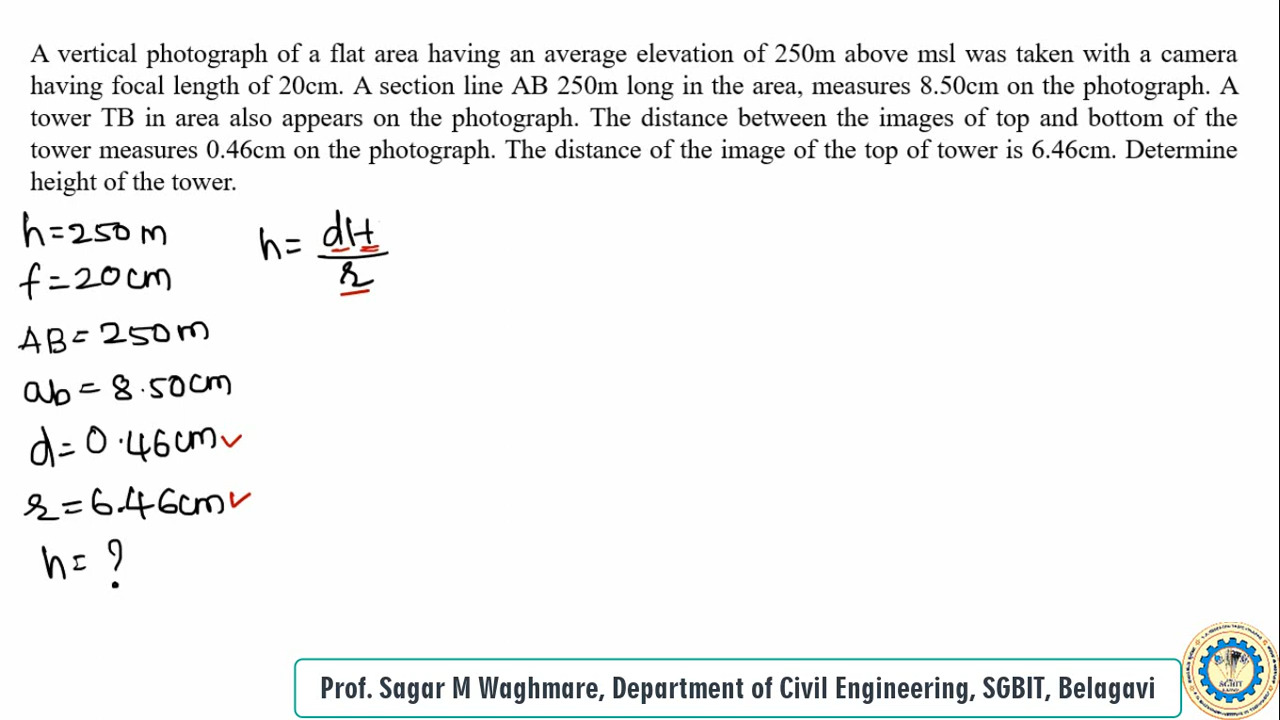 A vertical photograph of a flat area having an average elevation of 250m above msl was taken with a camera
having focal length of 20cm. A section line AB 250m long in the area, measures 8.50cm on the photograph. A
tower TB in area also appears on the photograph. The distance between the images of top and bottom of the
tower measures 0.46cm on the photograph. The distance of the image of the top of tower is 6.46cm. Determine
height of the tower.
h=250m
f=20cm
AB=250m
ab=8.50cm
d=0.46cm✓
r=6.46cm✓
h=?
h=dH/r
Prof. Sagar M Waghmare, Department of Civil Engineering, SGBIT, Belagavi
SGBIT